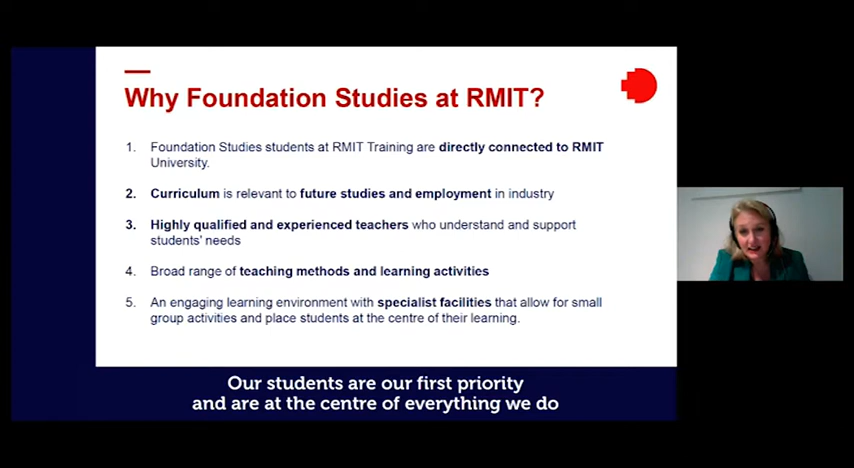 Why Foundation Studies at RMIT?
1. Foundation Studies students at RMIT Training are directly connected to RMIT
University.
2. Curriculum is relevant to future studies and employment in industry
3. Highly qualified and experienced teachers who understand and support
students' needs
4. Broad range of teaching methods and learning activities
5. An engaging learning environment with specialist facilities that allow for small
group activities and place students at the centre of their learning.
Our students are our first priority
and are at the centre of everything we do